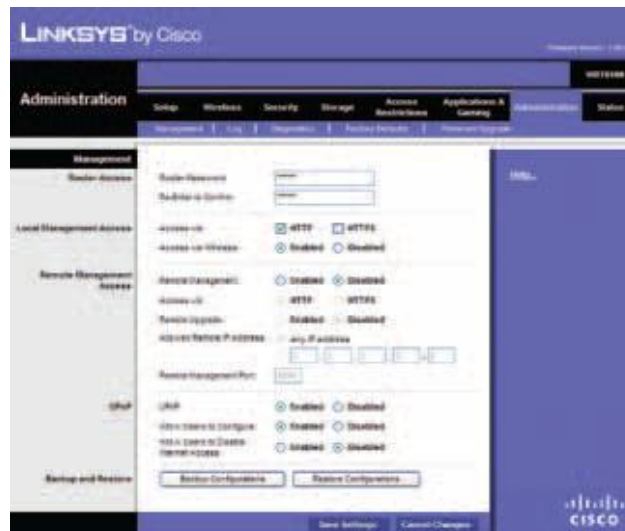 LINKSYS® by Cisco
Administration
Setup Wireless Security Storage Access Restrictions Applications & Gaming Administration Status
Management | Log | Diagnostics | Factory Defaults | Firmware Upgrade
Management
Router Access
Router Password
Re-Enter to Confirm
Help...
Local Management Access
Access via HTTP HTTPS
Access via Wireless Enabled Disabled
Remote Management Access
Remote Management Enabled Disabled
Access via HTTP HTTPS
Remote Upgrade Enabled Disabled
Allowed Remote IP Address Any IP Address
Remote Management Port
UPnP
UPnP Enabled Disabled
Allow Users to Configure Enabled Disabled
Allow Users to Disable Internet Access Enabled Disabled
Backup and Restore
Backup Configurations Restore Configurations
Save Settings Cancel Changes
CISCO